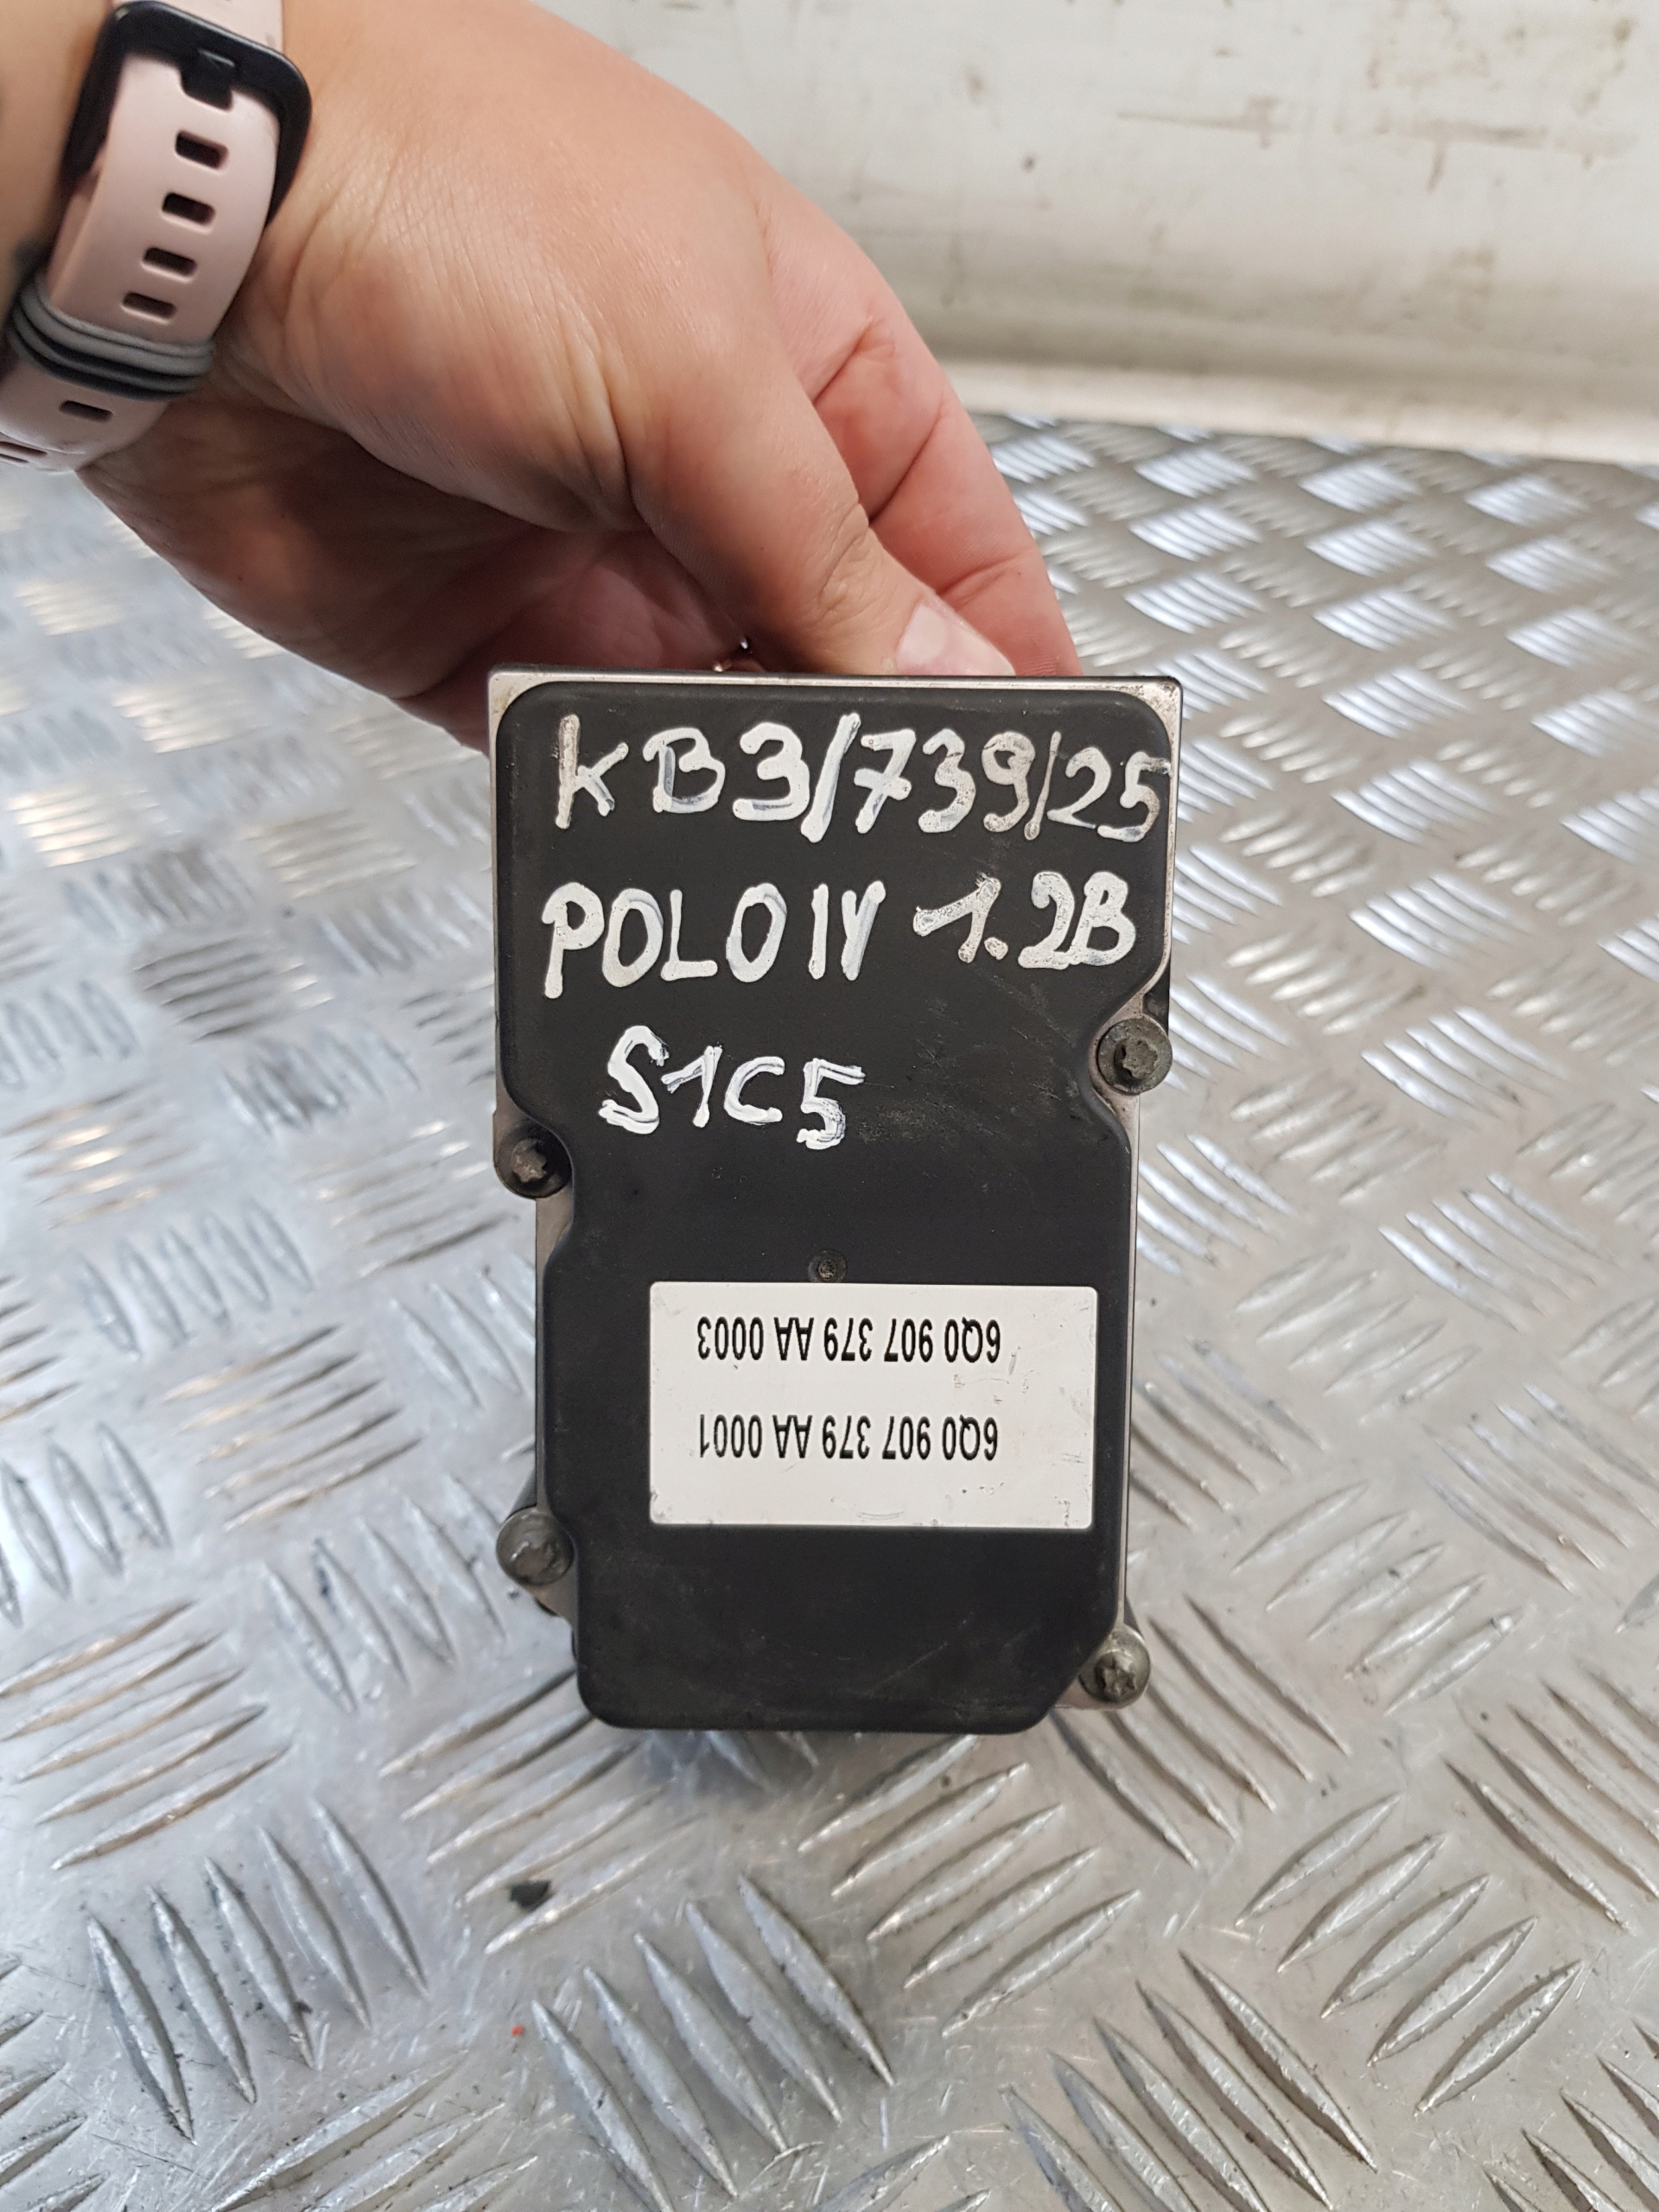 KB3/739/25
POLO IV 1.2B
S1C5
6Q0 907 379 AA 0001
6Q0 907 379 AA 0003